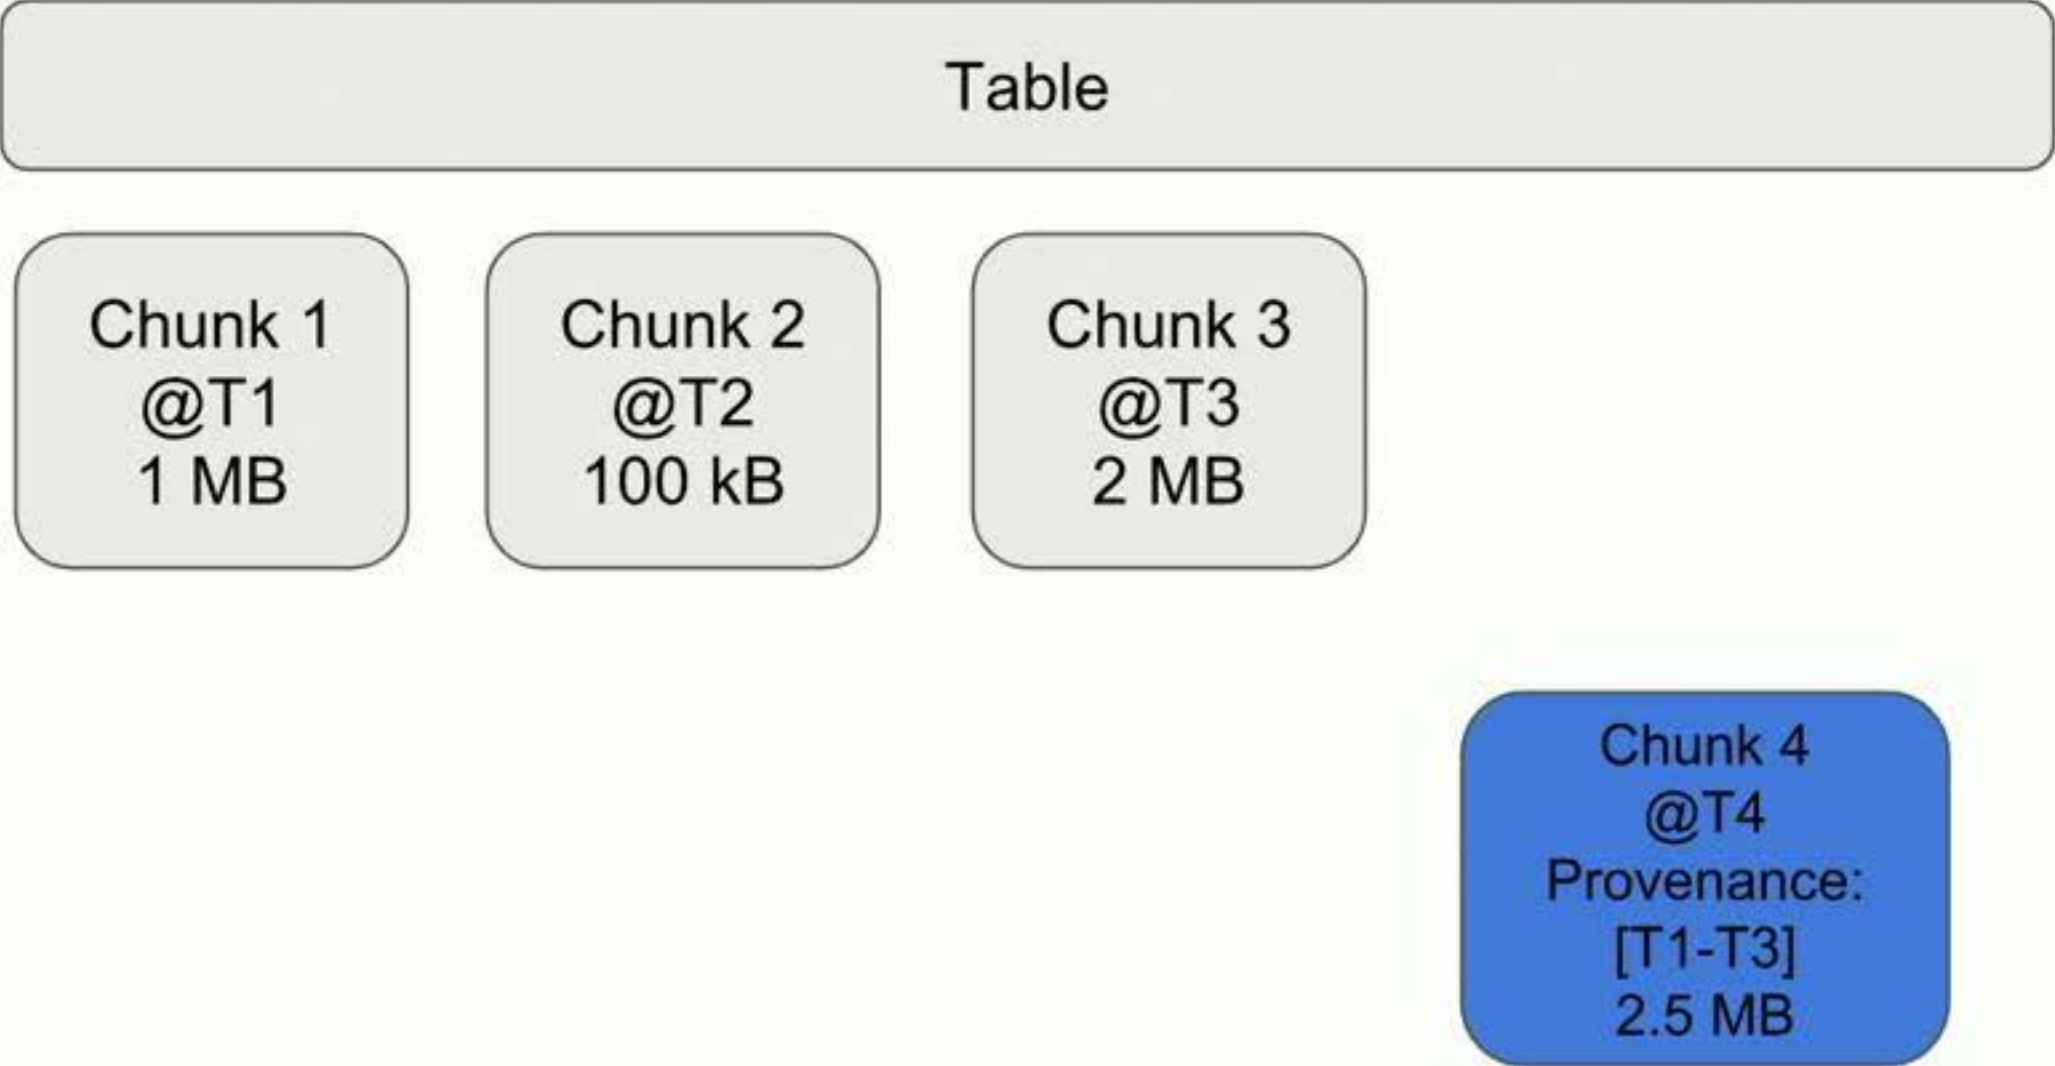 Table
Chunk 1
@T1
1 MB
Chunk 2
@T2
100 kB
Chunk 3
@T3
2 MB
Chunk 4
@T4
Provenance:
[T1-T3]
2.5 MB